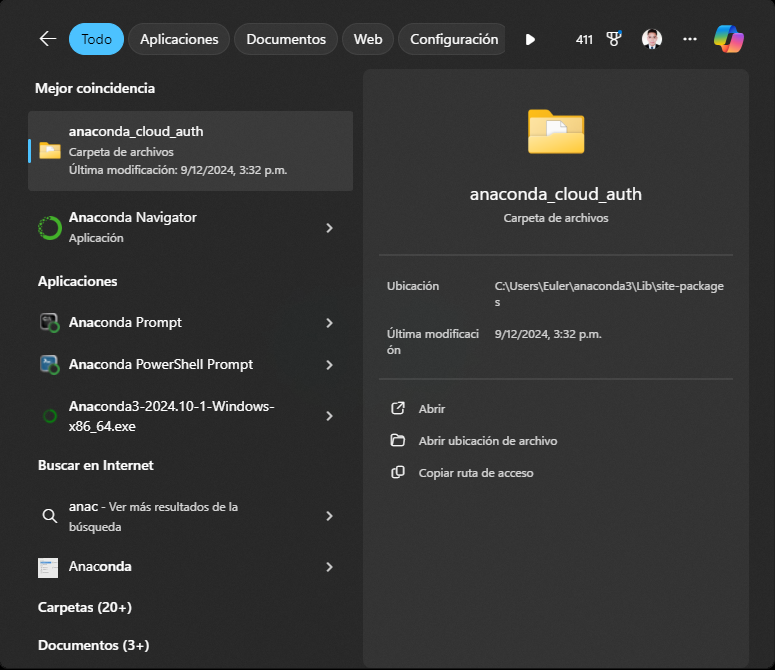 Todo Aplicaciones Documentos Web Configuración 411
Mejor coincidencia
anaconda_cloud_auth
Carpeta de archivos
Última modificación: 9/12/2024, 3:32 p.m.
Anaconda Navigator
Aplicación
Aplicaciones
Anaconda Prompt
Anaconda PowerShell Prompt
Anaconda3-2024.10-1-Windows-
x86_64.exe
Buscar en Internet
anac - Ver más resultados de la
búsqueda
Anaconda
Carpetas (20+)
Documentos (3+)
anaconda_cloud_auth
Carpeta de archivos
Ubicación C:\Users\Euler\anaconda3\Lib\site-package
s
Última modificaci 9/12/2024, 3:32 p.m.
ón
Abrir
Abrir ubicación de archivo
Copiar ruta de acceso